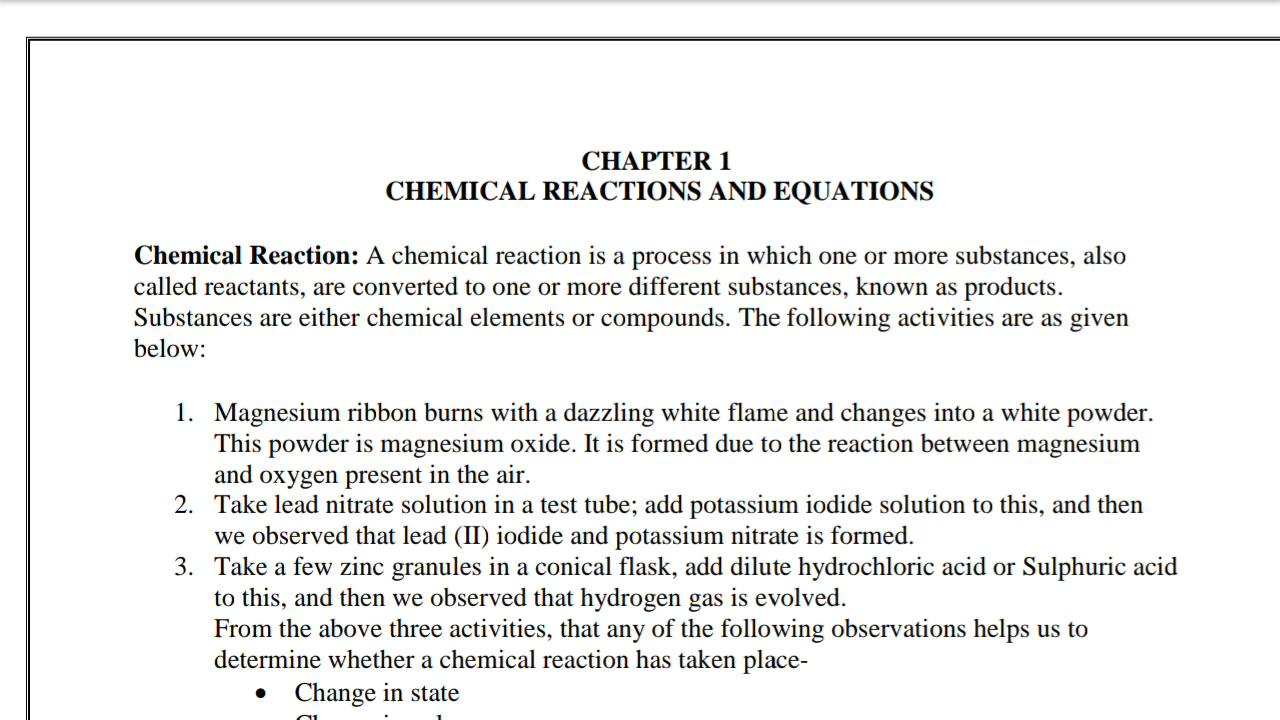 CHAPTER 1
CHEMICAL REACTIONS AND EQUATIONS
Chemical Reaction: A chemical reaction is a process in which one or more substances, also
called reactants, are converted to one or more different substances, known as products.
Substances are either chemical elements or compounds. The following activities are as given
below:
1. Magnesium ribbon burns with a dazzling white flame and changes into a white powder.
This powder is magnesium oxide. It is formed due to the reaction between magnesium
and oxygen present in the air.
2. Take lead nitrate solution in a test tube; add potassium iodide solution to this, and then
we observed that lead (II) iodide and potassium nitrate is formed.
3. Take a few zinc granules in a conical flask, add dilute hydrochloric acid or Sulphuric acid
to this, and then we observed that hydrogen gas is evolved.
From the above three activities, that any of the following observations helps us to
determine whether a chemical reaction has taken place-
• Change in state